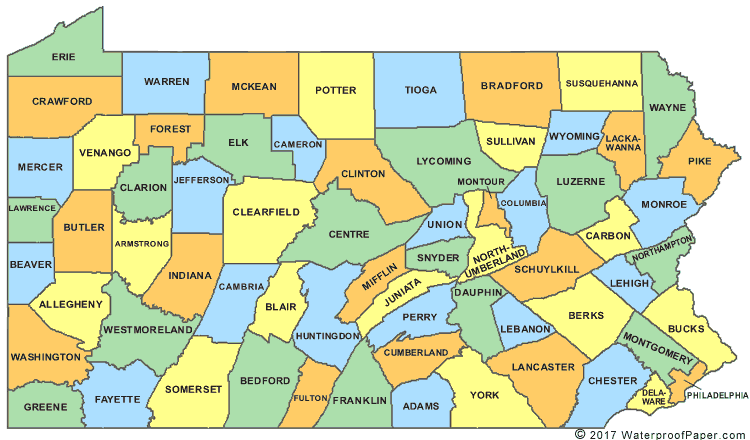 ERIE
WARREN
MCKEAN
POTTER
TIOGA
BRADFORD
SUSQUEHANNA
WAYNE
CRAWFORD
FOREST
ELK
CAMERON
SULLIVAN
WYOMING
LACKA-
WANNA
PIKE
MERCER
VENANGO
CLARION
JEFFERSON
CLINTON
LYCOMING
MONTOUR
COLUMBIA
LUZERNE
MONROE
LAWRENCE
BUTLER
ARMSTRONG
CLEARFIELD
CENTRE
UNION
SNYDER
NORTH-
UMBERLAND
CARBON
NORTHAMPTON
BEAVER
ALLEGHENY
INDIANA
CAMBRIA
BLAIR
HUNTINGDON
MIFFLIN
JUNIATA
PERRY
DAUPHIN
SCHUYLKILL
LEHIGH
LEBANON
BERKS
BUCKS
MONTGOMERY
WASHINGTON
WESTMORELAND
CUMBERLAND
LANCASTER
CHESTER
DELA-
WARE
PHILADELPHIA
GREENE
FAYETTE
SOMERSET
BEDFORD
FULTON
FRANKLIN
ADAMS
YORK
© 2017 WaterproofPaper.com